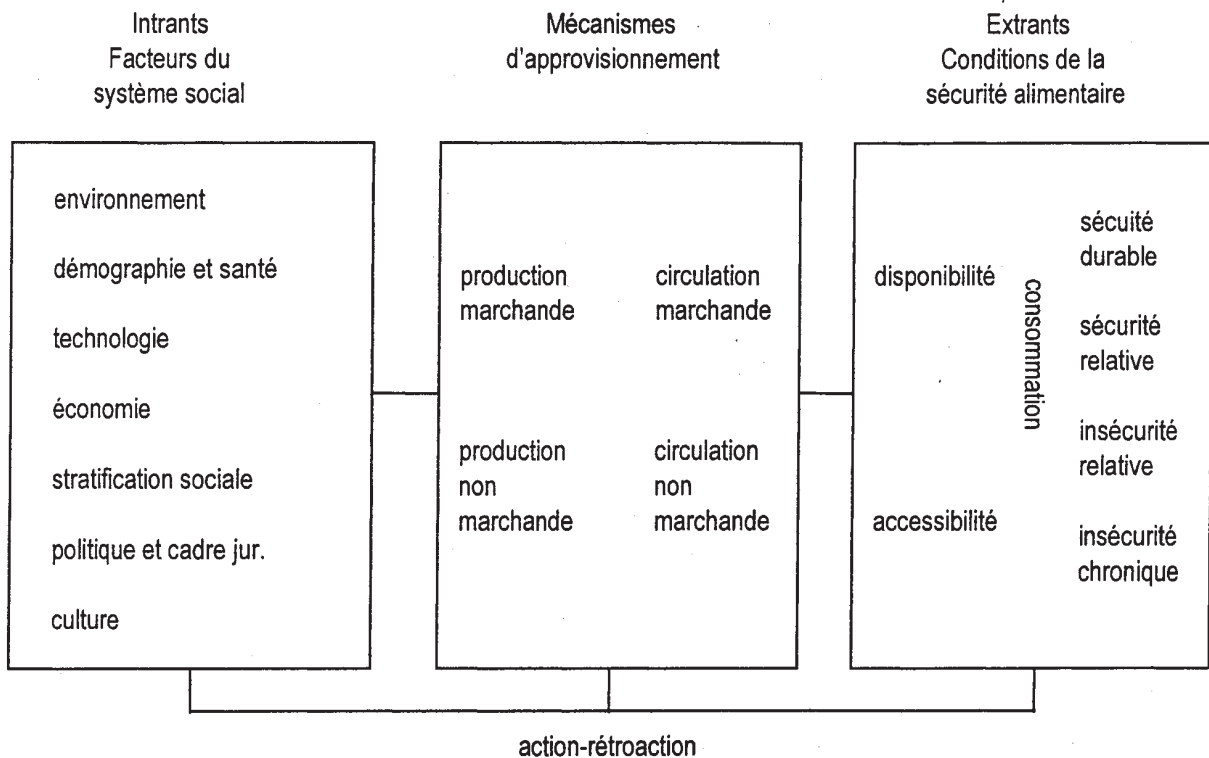 Intrants
Facteurs du
système social
Mécanismes
d'approvisionnement
Extrants
Conditions de la
sécurité alimentaire
environnement
démographie et santé
technologie
économie
stratification sociale
politique et cadre jur.
culture
production
marchande
circulation
marchande
production
non
marchande
circulation
non
marchande
disponibilité
accessibilité
consommation
sécuité
durable
sécurité
relative
insécurité
relative
insécurité
chronique
action-rétroaction